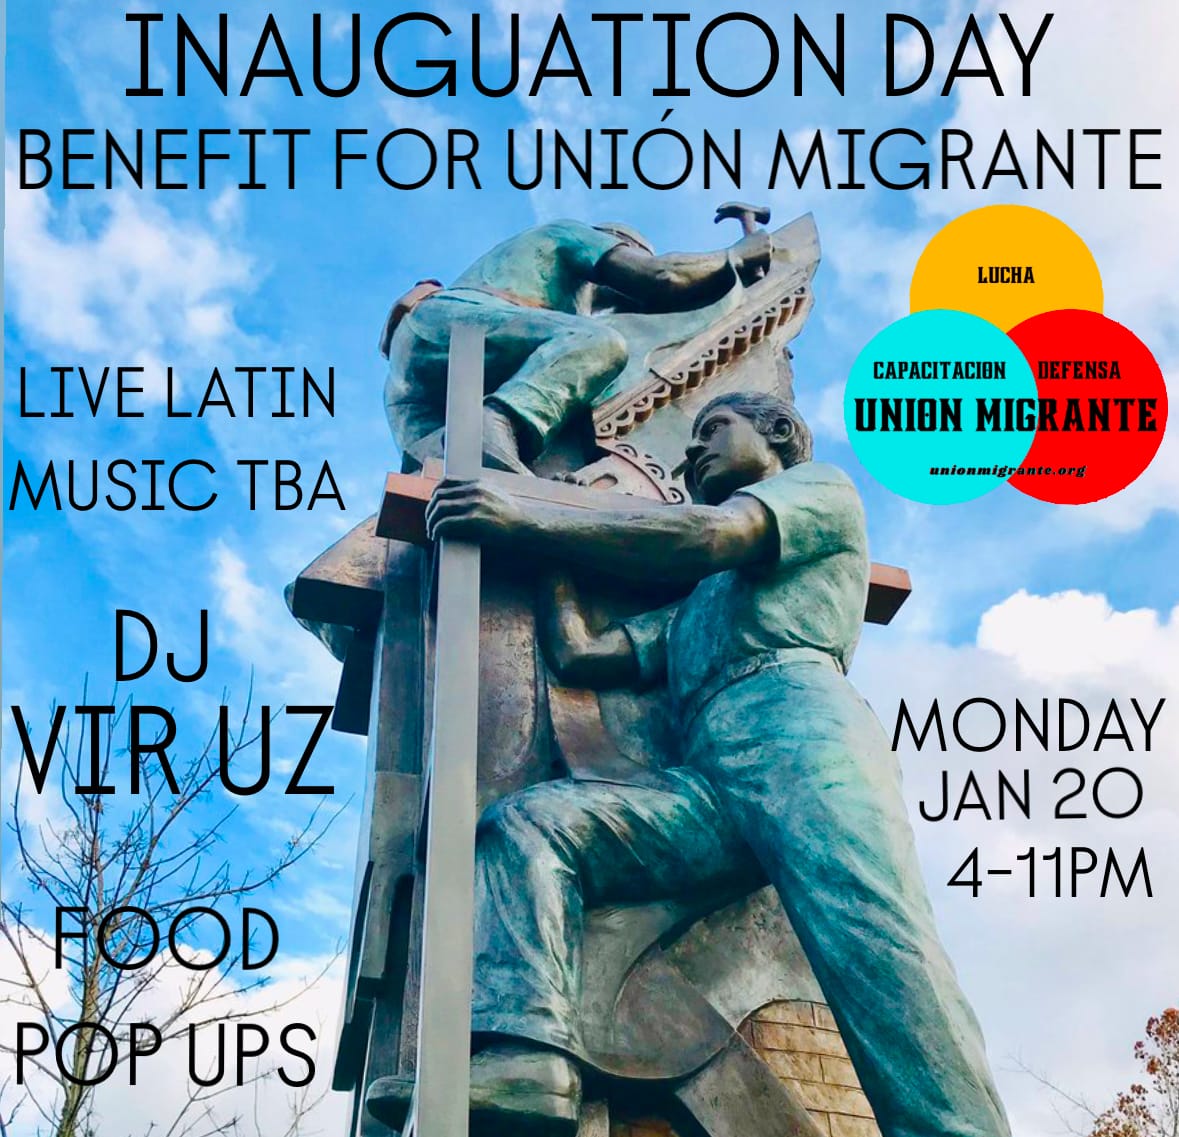 INAUGUATION DAY
BENEFIT FOR UNIÓN MIGRANTE
LUCHA
CAPACITACION DEFENSA
UNION MIGRANTE
unionmigrante.org
LIVE LATIN
MUSIC TBA
DJ
VIR UZ
FOOD
POP UPS
MONDAY
JAN 20
4-11PM